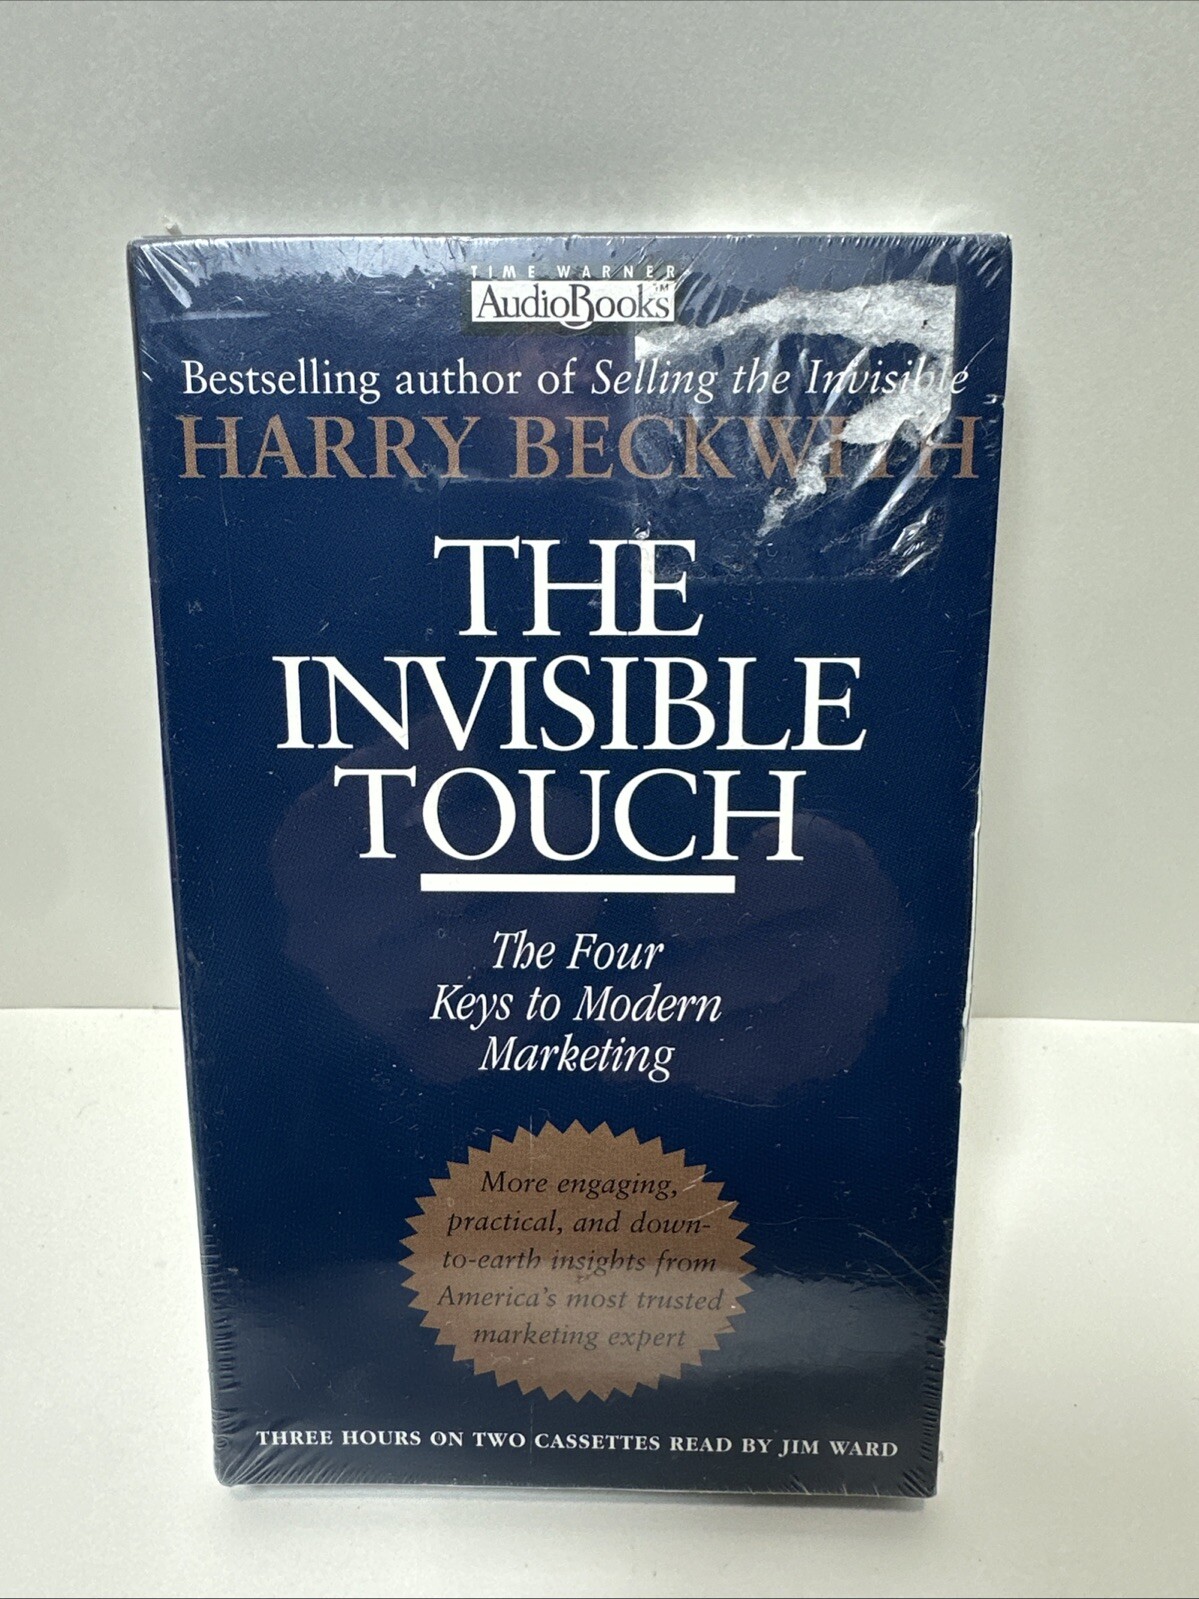 TIME WARNER
AudioBooks™
Bestselling author of Selling the Invisible
HARRY BECKWITH
THE
INVISIBLE
TOUCH
The Four
Keys to Modern
Marketing
More engaging,
practical, and down-
to-earth insights from
America's most trusted
marketing expert
THREE HOURS ON TWO CASSETTES READ BY JIM WARD